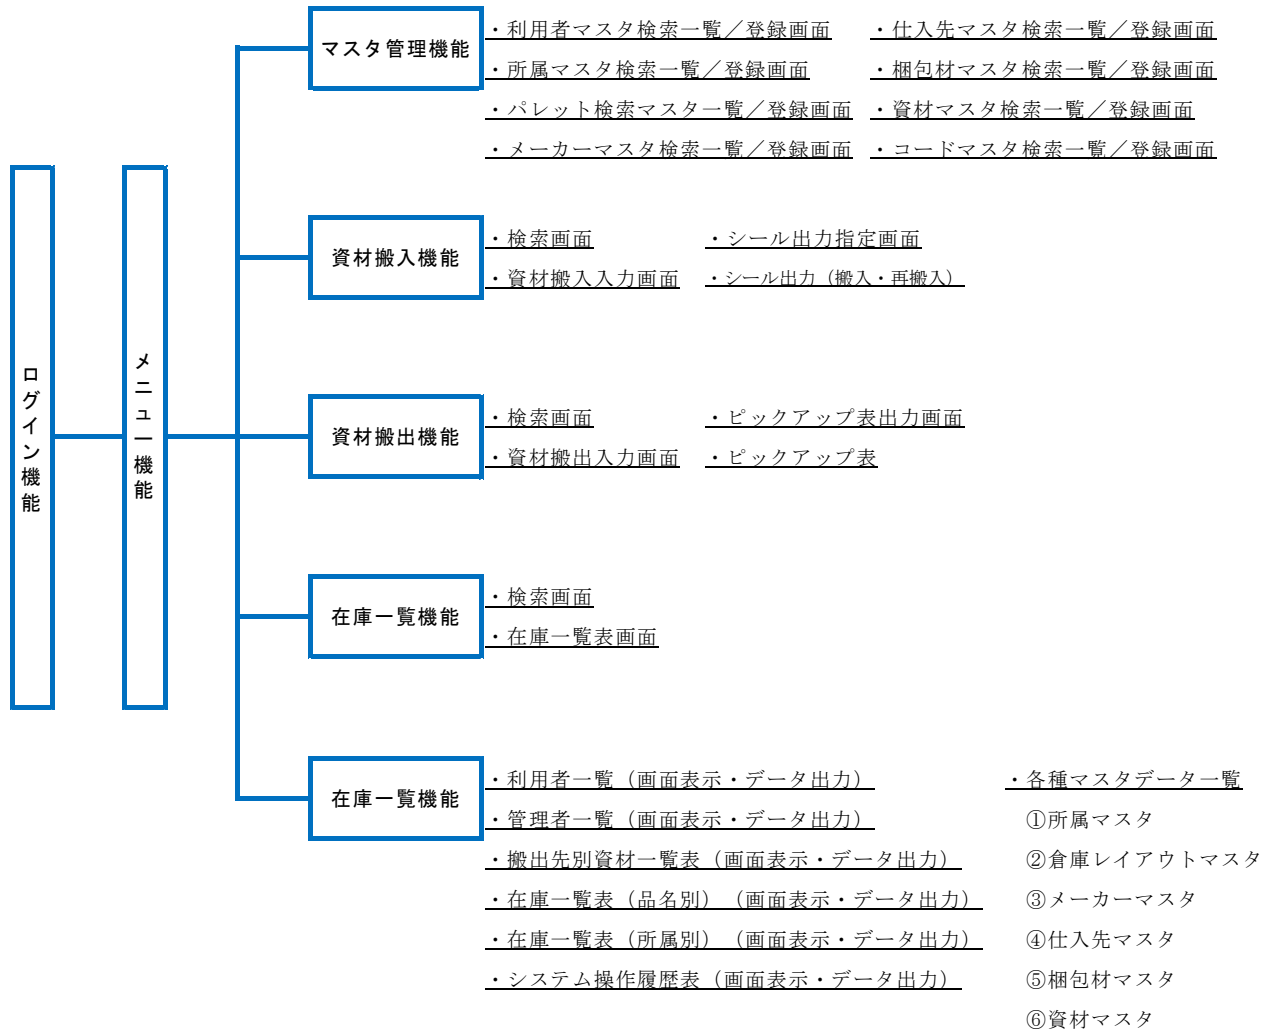 ログイン機能
メニュー機能
マスタ管理機能
・利用者マスタ検索一覧／登録画面
・仕入先マスタ検索一覧／登録画面
・所属マスタ検索一覧／登録画面
・梱包材マスタ検索一覧／登録画面
・パレット検索マスタ一覧／登録画面
・資材マスタ検索一覧／登録画面
・メーカーマスタ検索一覧／登録画面
・コードマスタ検索一覧／登録画面
資材搬入機能
・検索画面
・シール出力指定画面
・資材搬入入力画面
・シール出力（搬入・再搬入）
資材搬出機能
・検索画面
・ピックアップ表出力画面
・資材搬出入力画面
・ピックアップ表
在庫一覧機能
・検索画面
・在庫一覧表画面
在庫一覧機能
・利用者一覧（画面表示・データ出力）
・管理者一覧（画面表示・データ出力）
・搬出先別資材一覧表（画面表示・データ出力）
・在庫一覧表（品名別）（画面表示・データ出力）
・在庫一覧表（所属別）（画面表示・データ出力）
・システム操作履歴表（画面表示・データ出力）
・各種マスタデータ一覧
①所属マスタ
②倉庫レイアウトマスタ
③メーカーマスタ
④仕入先マスタ
⑤梱包材マスタ
⑥資材マスタ